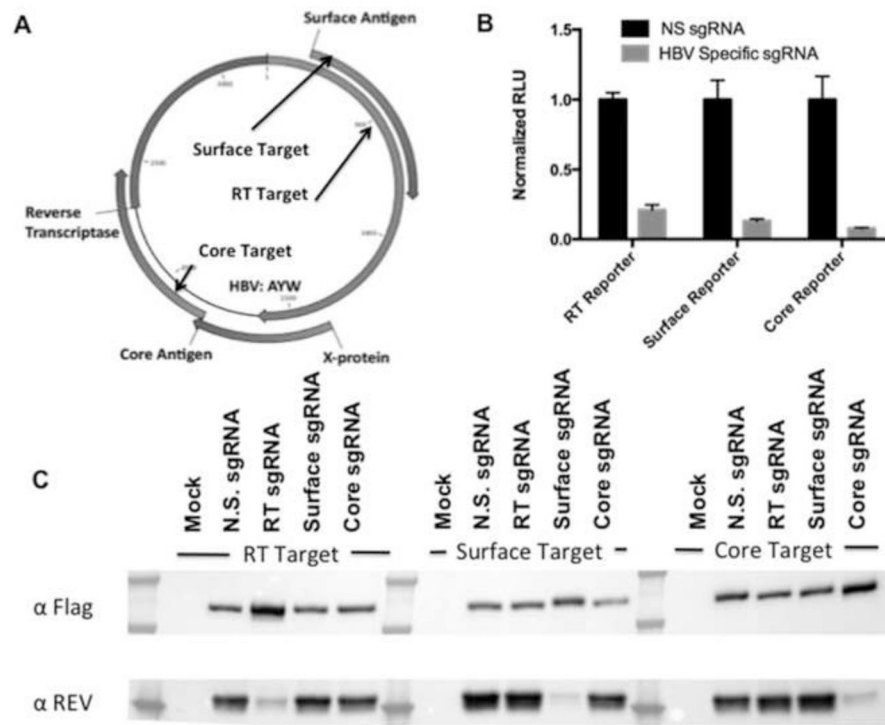 A
Surface Antigen
Surface Target
RT Target
Reverse
Transcriptase
Core Target
HBV: AYW
Core Antigen
X-protein
B
NS sgRNA
HBV Specific sgRNA
Normalized RLU
1.0
0.5
0.0
RT Reporter
Surface Reporter
Core Reporter
C
Mock
N.S. sgRNA
RT sgRNA
Surface sgRNA
Core sgRNA
Mock
N.S. sgRNA
RT sgRNA
Surface sgRNA
Core sgRNA
Mock
N.S. sgRNA
RT sgRNA
Surface sgRNA
Core sgRNA
RT Target
Surface Target
Core Target
α Flag
α REV